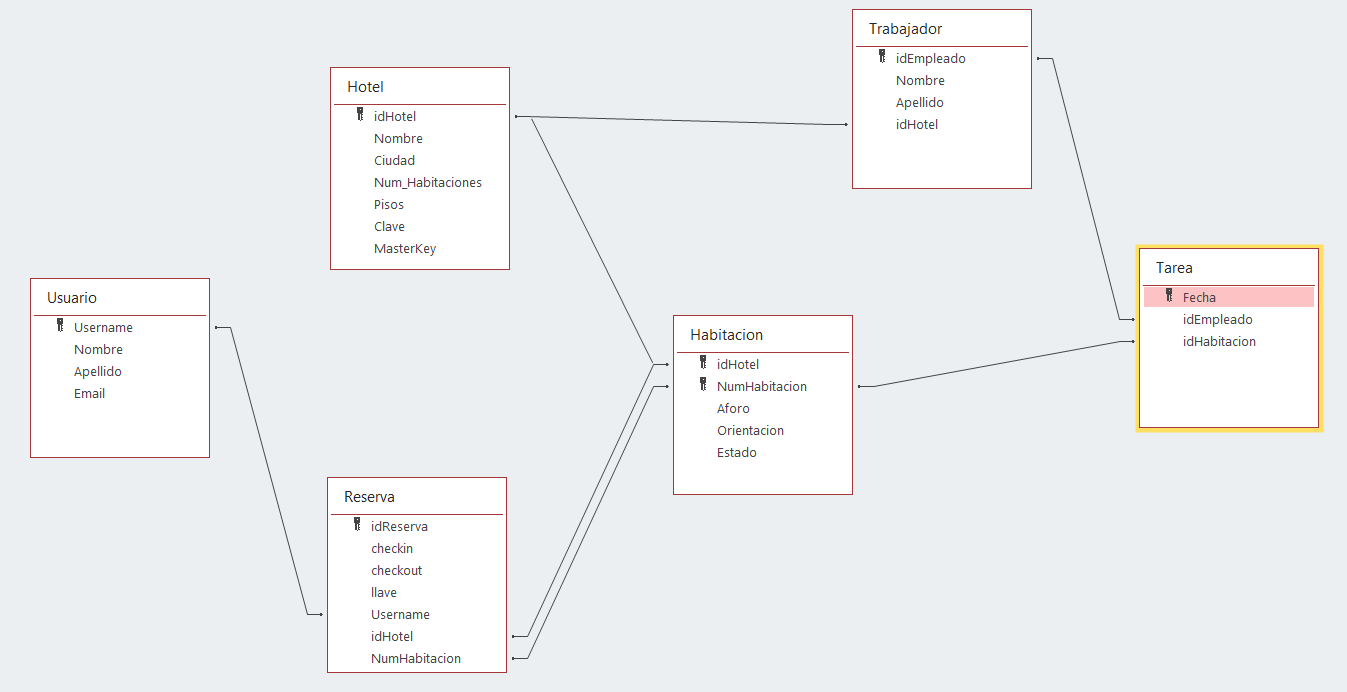 Trabajador
idEmpleado
Nombre
Apellido
idHotel
Hotel
idHotel
Nombre
Ciudad
Num_Habitaciones
Pisos
Clave
MasterKey
Tarea
Fecha
idEmpleado
idHabitacion
Usuario
Username
Nombre
Apellido
Email
Habitacion
idHotel
NumHabitacion
Aforo
Orientacion
Estado
Reserva
idReserva
checkin
checkout
llave
Username
idHotel
NumHabitacion